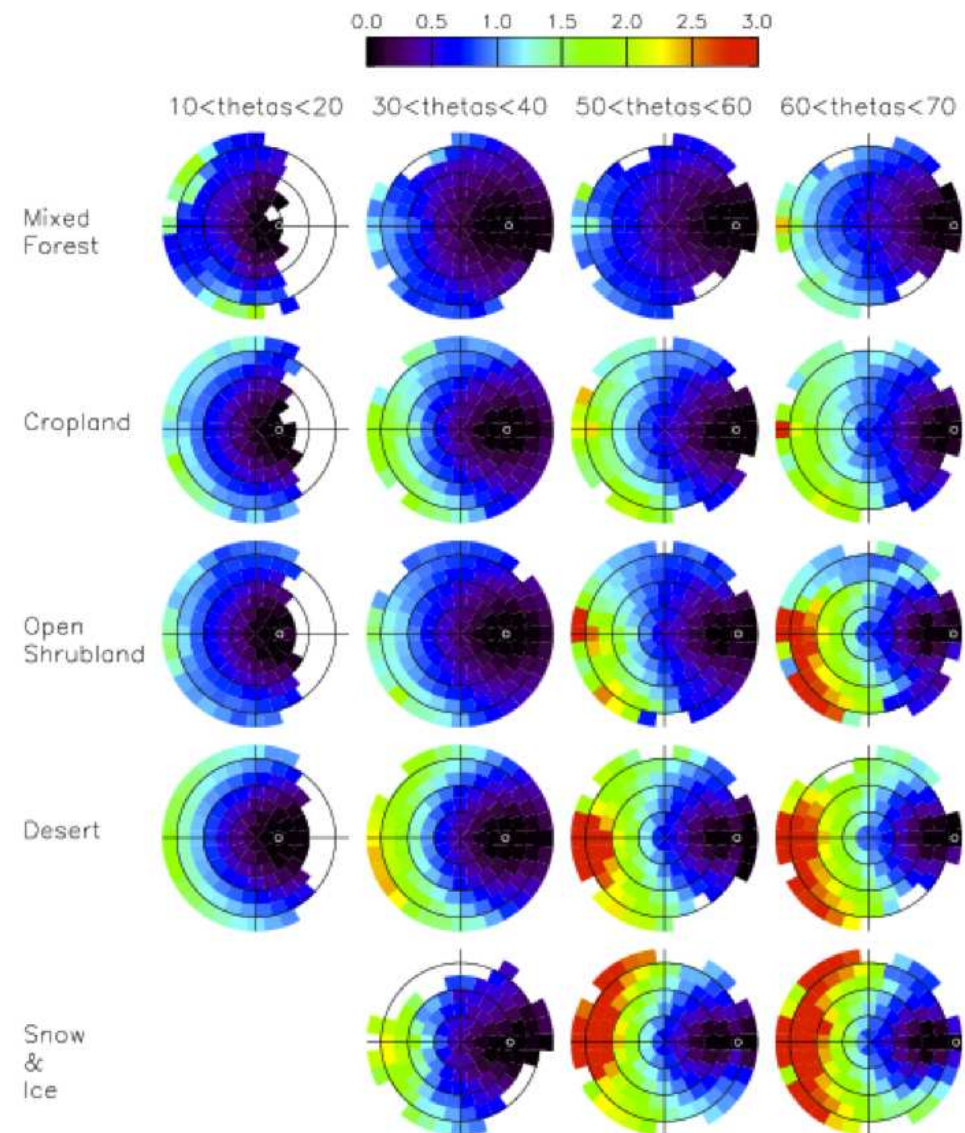 0.0 0.5 1.0 1.5 2.0 2.5 3.0
10<thetas<20 30<thetas<40 50<thetas<60 60<thetas<70
Mixed
Forest
Cropland
Open
Shrubland
Desert
Snow
&
Ice